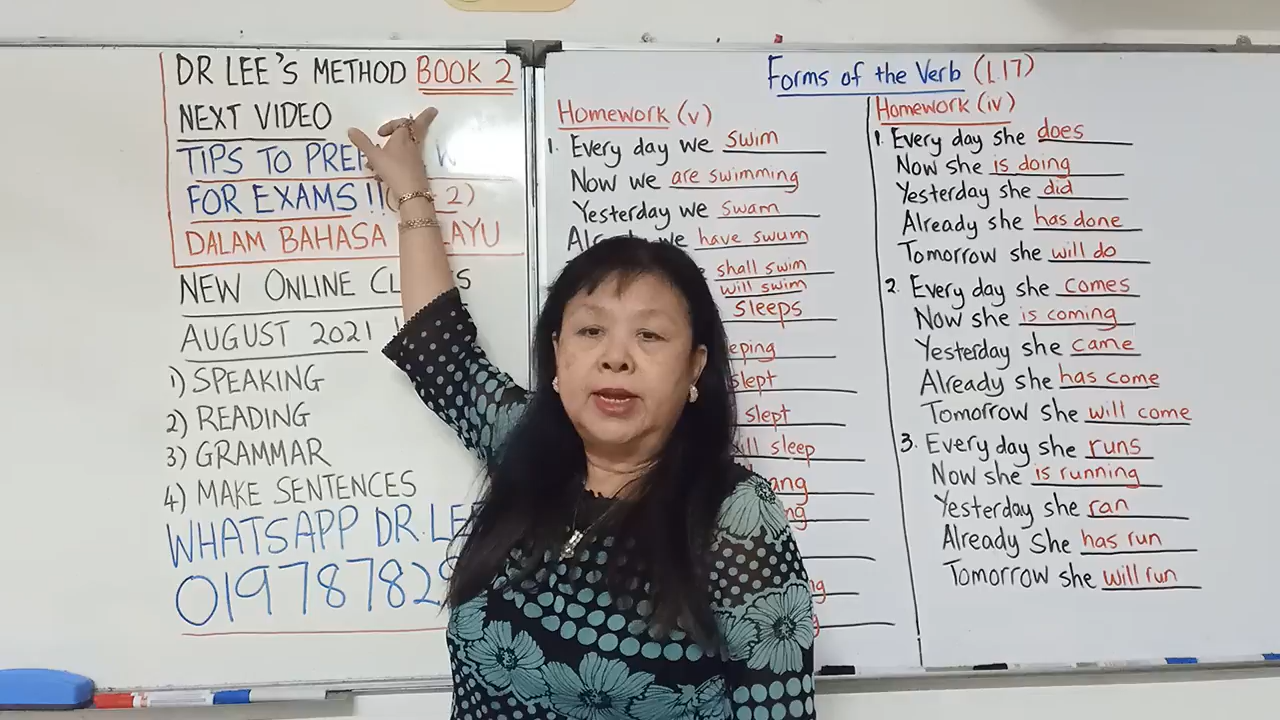 DR LEE'S METHOD BOOK 2
NEXT VIDEO
TIPS TO
FOR EXAMS !! 2)
DALAM BAHASA
NEW ONLINE
AUGUST 2021
1) SPEAKING
2) READING
3) GRAMMAR
4) MAKE SENTENCES
WHATSAPP DR.
Forms of the Verb (L17)
Homework (v)
1. Every day we swim
Now we are swimming
Yesterday we swam
we have swum
shall swim
will swim
sleeps
slept
slept
sleep
Homework (iv)
1. Every day she does
Now she is doing
Yesterday she did
Already she has done
Tomorrow she will do
2. Every day she comes
Now she is coming
Yesterday she came
Already she has come
Tomorrow she will come
3. Every day she runs
Now she is running
Yesterday she ran
Already she has run
Tomorrow she will run